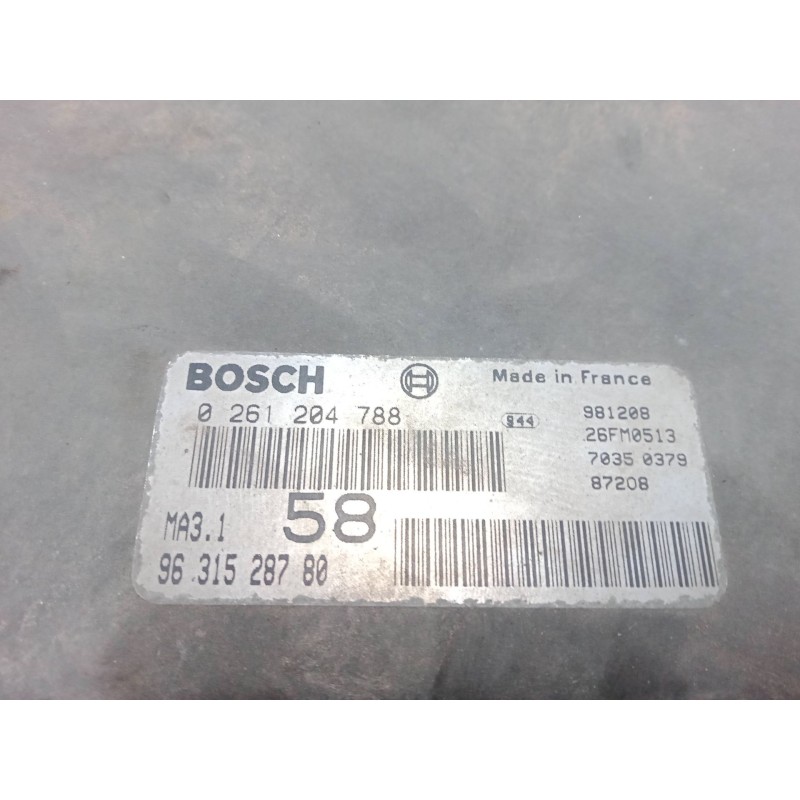 BOSCH Made in France
0 261 204 788 944 981208
26FM0513
7035 0379
87208
MA3.1 58
96 315 287 80